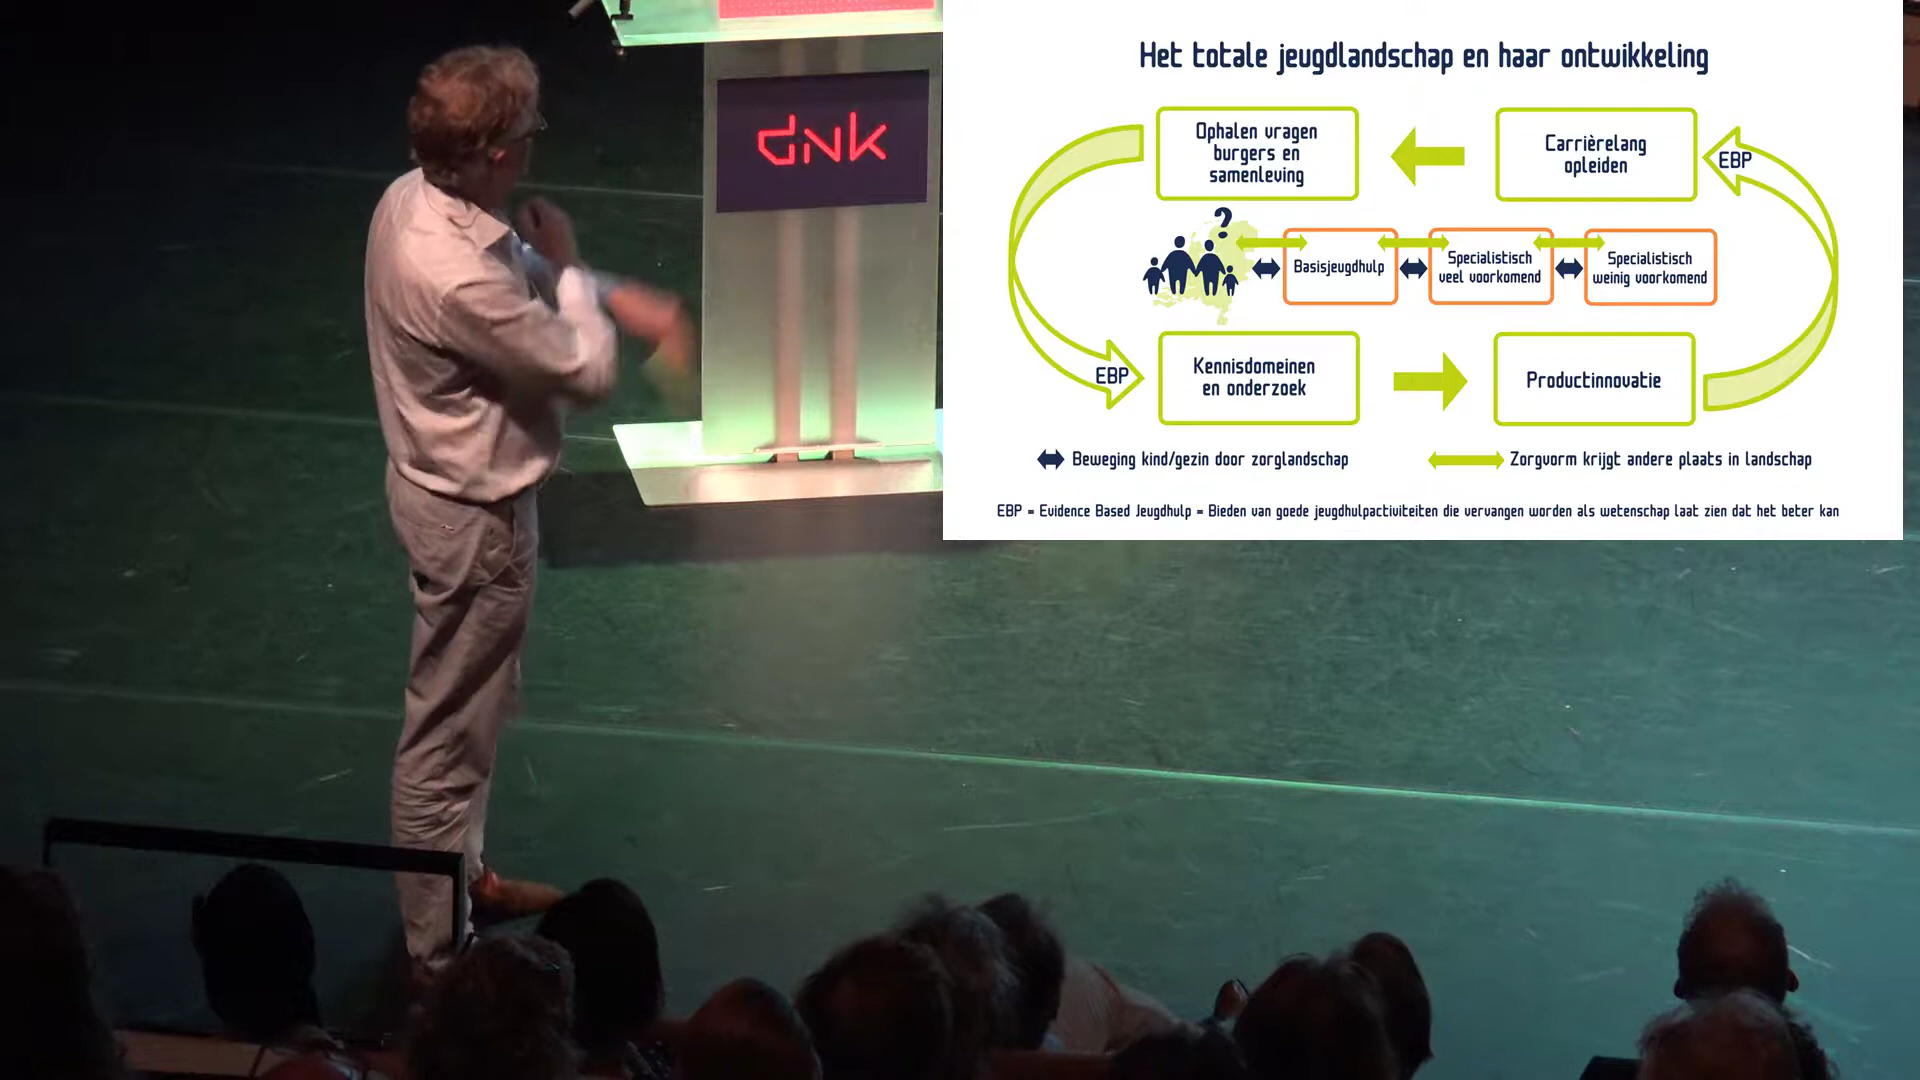 dnk
Het totale jeugdlandschap en haar ontwikkeling
Ophalen vragen
burgers en
samenleving
Carrièrelang
opleiden
EBP
?
Basisjeugdhulp
Specialistisch
veel voorkomend
Specialistisch
weinig voorkomend
EBP
Kennisdomeinen
en onderzoek
Productinnovatie
Beweging kind/gezin door zorglandschap
Zorgvorm krijgt andere plaats in landschap
EBP = Evidence Based Jeugdhulp = Bieden van goede jeugdhulpactiviteiten die vervangen worden als wetenschap laat zien dat het beter kan